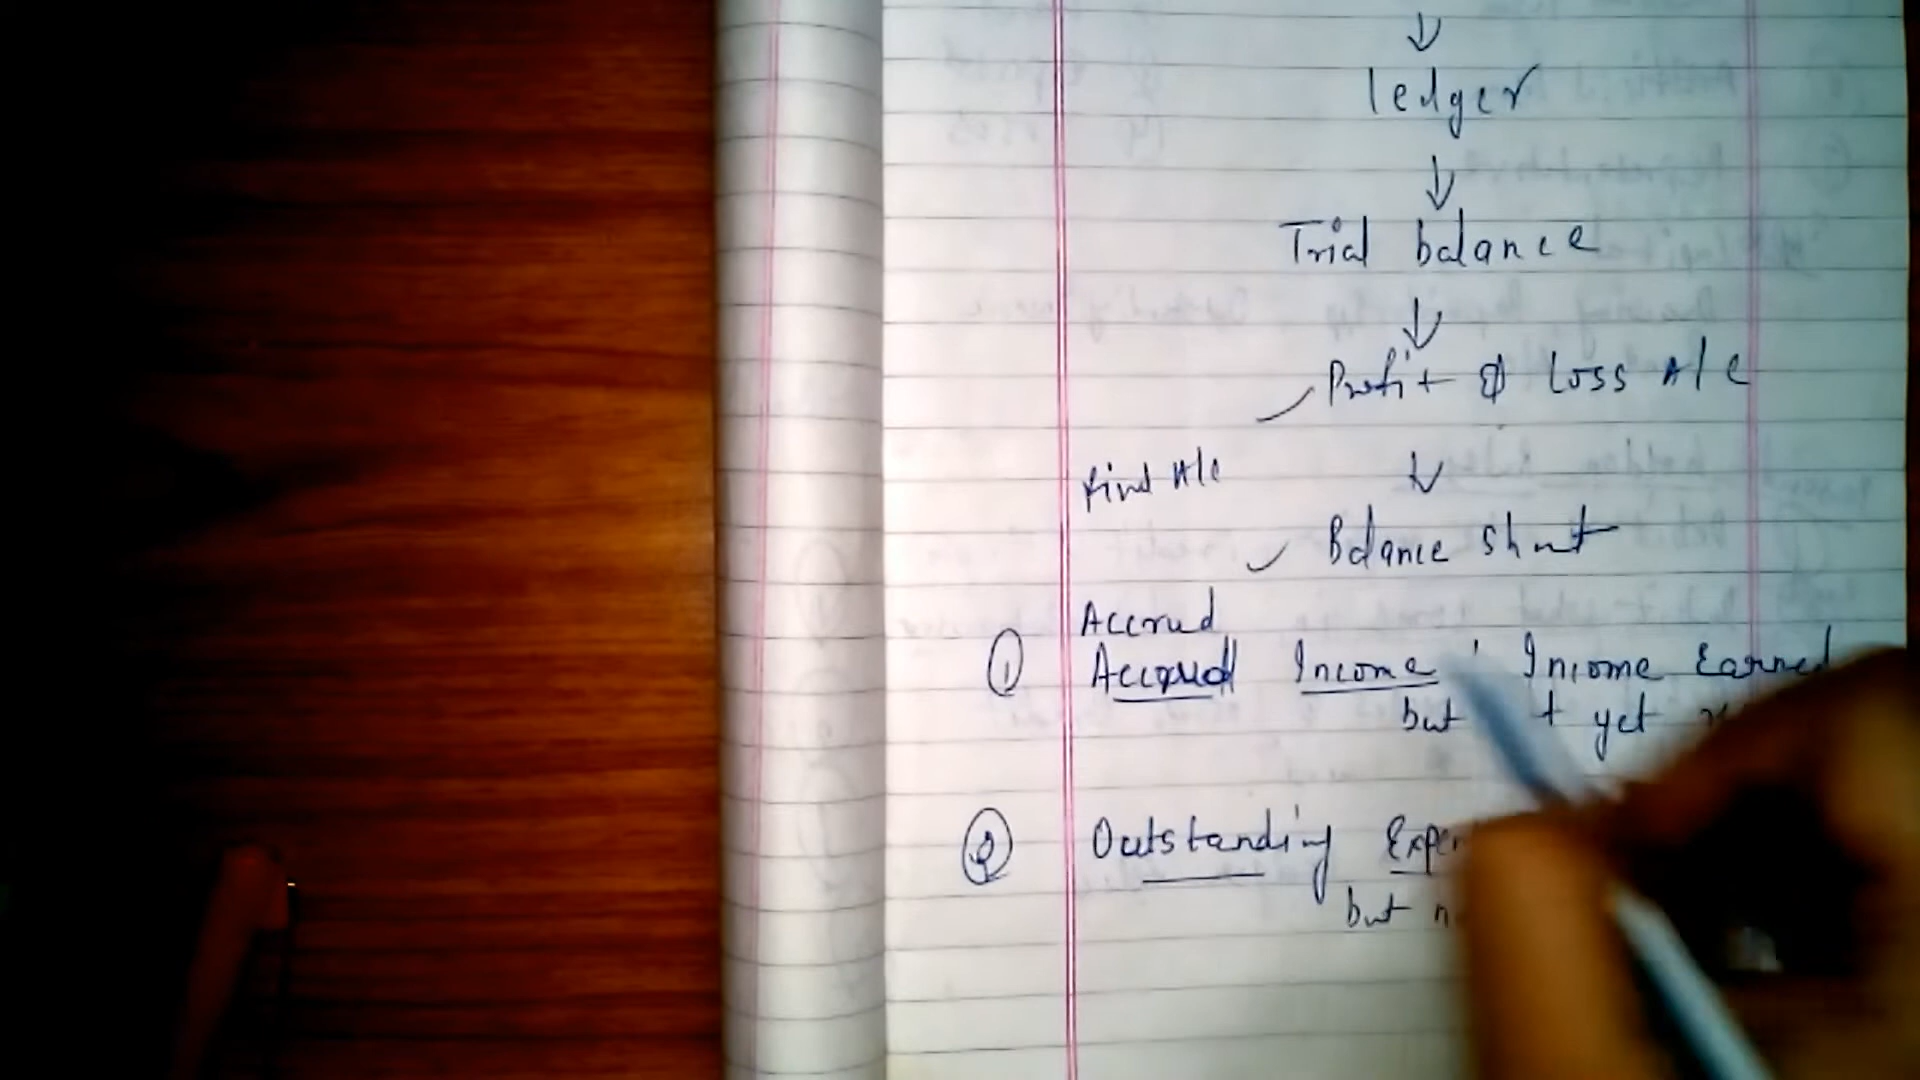 ↓
ledger
↓
Trial balance
↓
Profit & Loss A/c
↓
Final A/c
Balance sheet
Accrued
① Accrued Income : Income Earned
but yet
② Outstanding
but